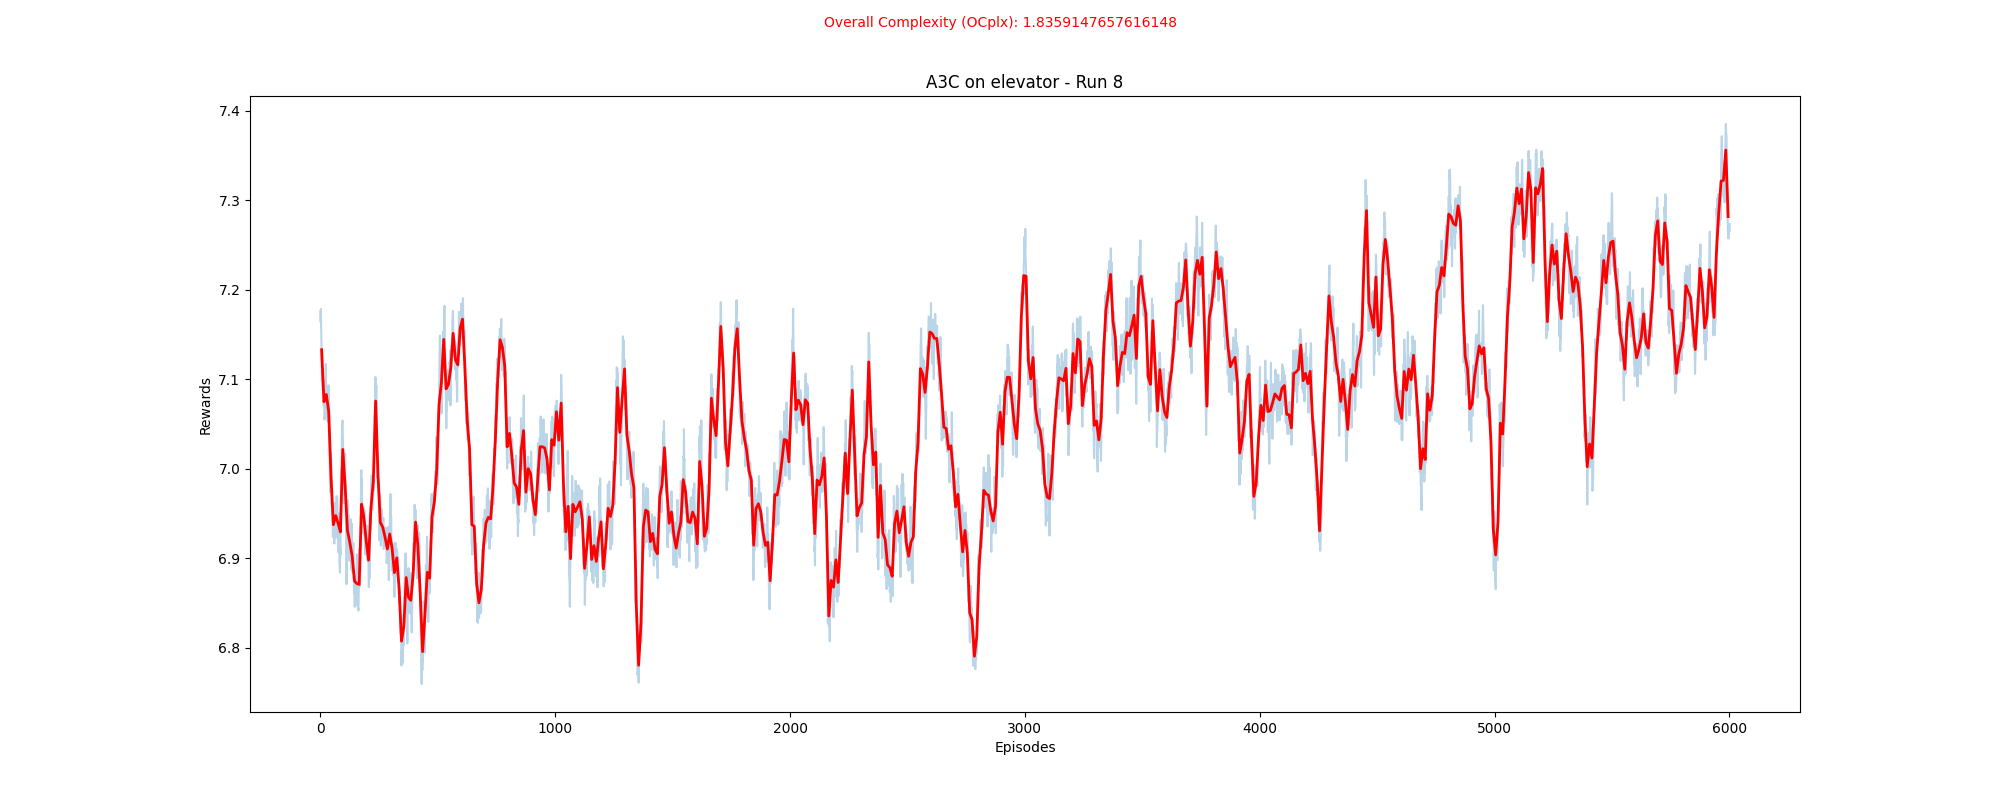 Overall Complexity (OCplx): 1.8359147657616148
A3C on elevator - Run 8
7.4
7.3
7.2
7.1
7.0
6.9
6.8
Rewards
0 1000 2000 3000 4000 5000 6000
Episodes